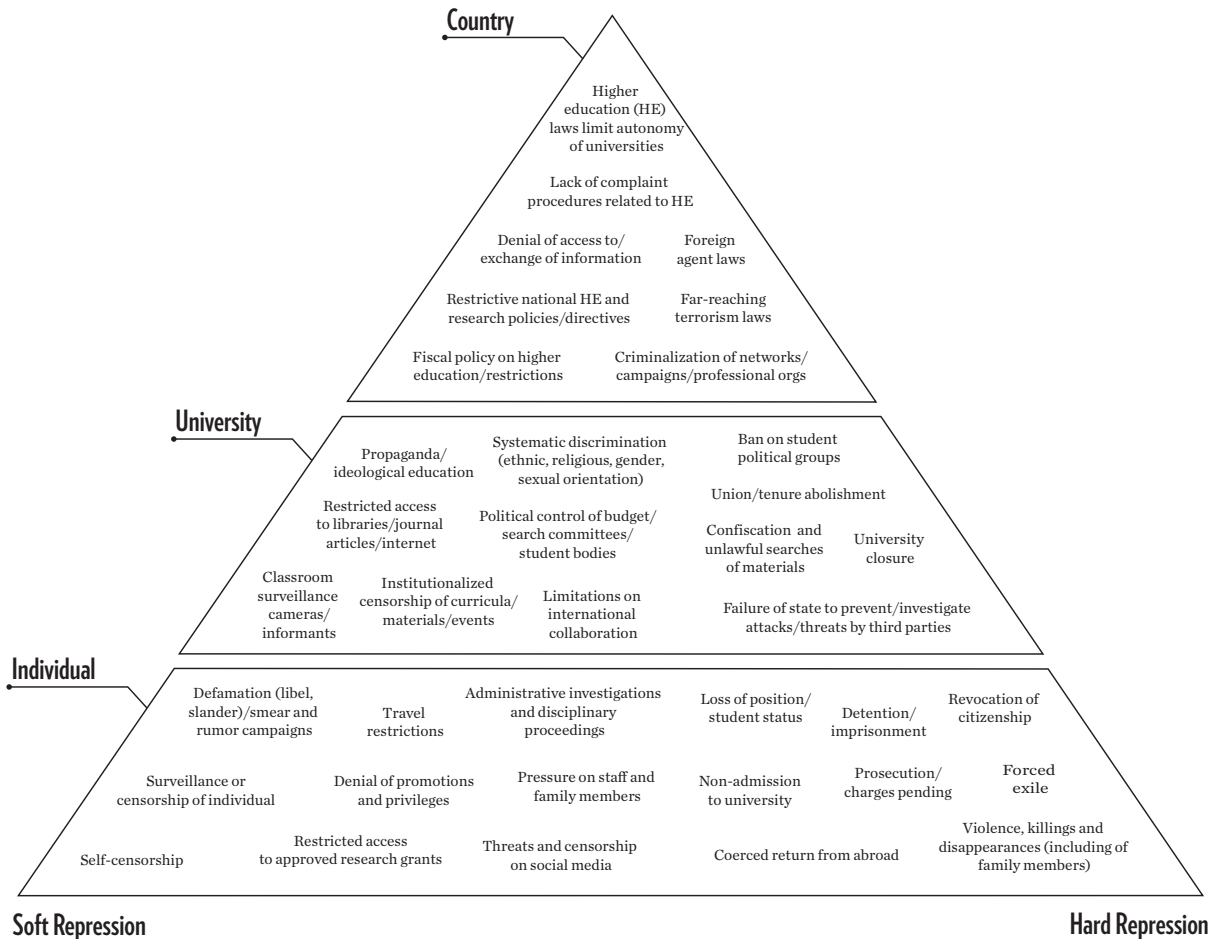 Country
Higher
education (HE)
laws limit autonomy
of universities
Lack of complaint
procedures related to HE
Denial of access to/
exchange of information
Foreign
agent laws
Restrictive national HE and
research policies/directives
Far-reaching
terrorism laws
Fiscal policy on higher
education/restrictions
Criminalization of networks/
campaigns/professional orgs
University
Propaganda/
ideological education
Systematic discrimination
(ethnic, religious, gender,
sexual orientation)
Ban on student
political groups
Union/tenure abolishment
Restricted access
to libraries/journal
articles/internet
Political control of budget/
search committees/
student bodies
Confiscation and
unlawful searches
of materials
University
closure
Classroom
surveillance
cameras/
informants
Institutionalized
censorship of curricula/
materials/events
Limitations on
international
collaboration
Failure of state to prevent/investigate
attacks/threats by third parties
Individual
Defamation (libel,
slander)/smear and
rumor campaigns
Travel
restrictions
Administrative investigations
and disciplinary
proceedings
Loss of position/
student status
Detention/
imprisonment
Revocation of
citizenship
Surveillance or
censorship of individual
Denial of promotions
and privileges
Pressure on staff and
family members
Non-admission
to university
Prosecution/
charges pending
Forced
exile
Self-censorship
Restricted access
to approved research grants
Threats and censorship
on social media
Coerced return from abroad
Violence, killings and
disappearances (including of
family members)
Soft Repression
Hard Repression